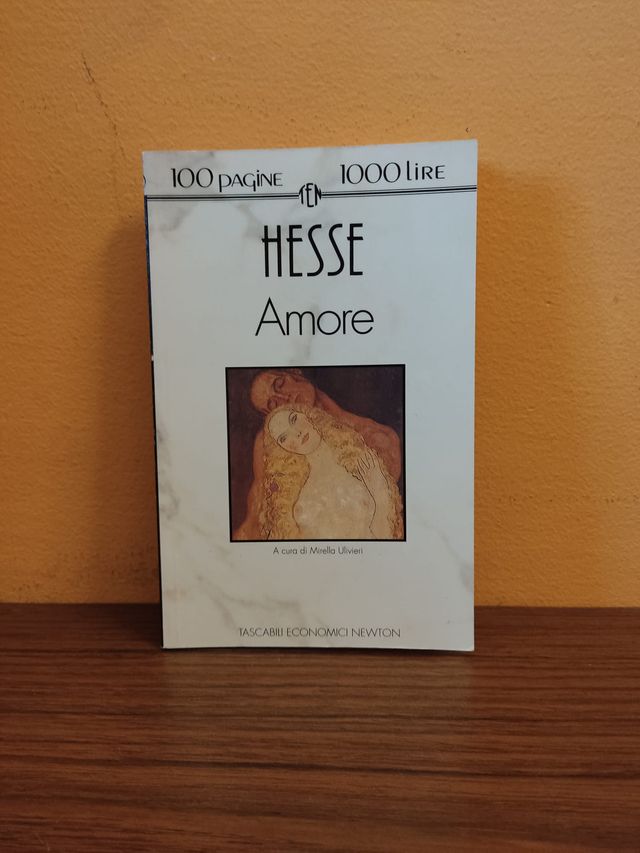 100 PAGINE 1000 LIRE
TEN
HESSE
Amore
A cura di Mirella Ulivieri
TASCABILI ECONOMICI NEWTON